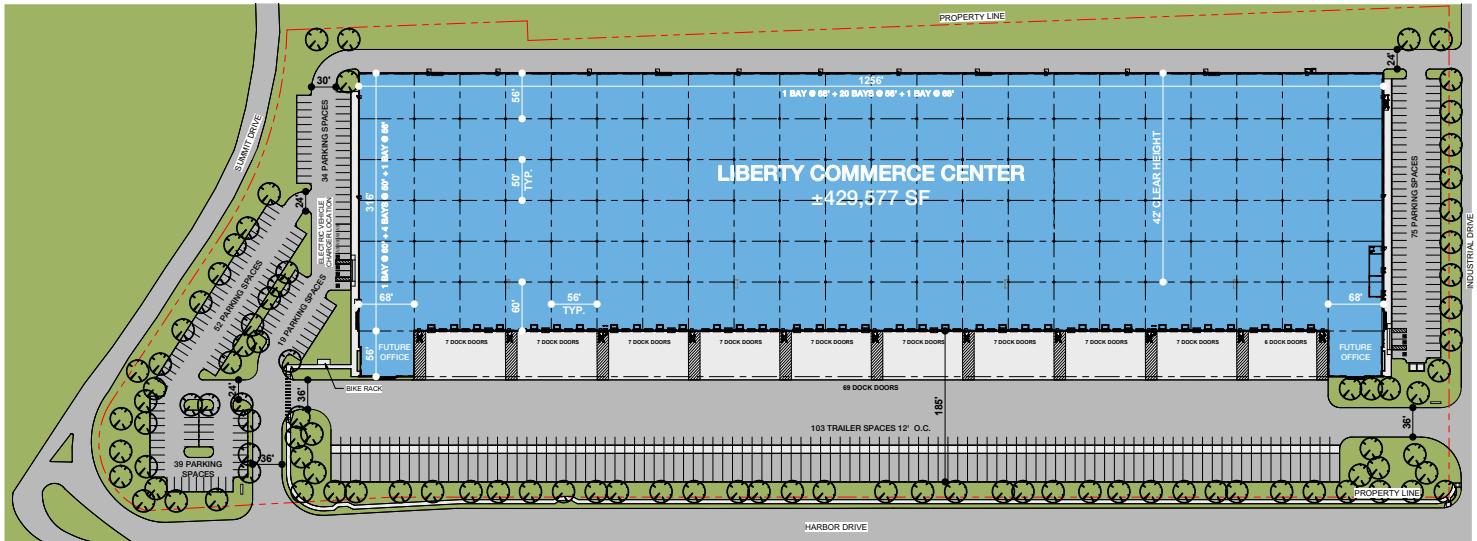 PROPERTY LINE
24'
30'
1256'
1 BAY @ 68' + 20 BAYS @ 56' + 1 BAY @ 68'
56'
SUMMIT DRIVE
34 PARKING SPACES
316'
1 BAY @ 60' + 4 BAYS @ 50' + 1 BAY @ 56'
50'
TYP.
LIBERTY COMMERCE CENTER
±429,577 SF
42' CLEAR HEIGHT
75 PARKING SPACES
INDUSTRIAL DRIVE
24'
ELECTRIC VEHICLE
CHARGER LOCATION
52 PARKING SPACES
19 PARKING SPACES
68'
60'
56'
TYP.
68'
56'
FUTURE
OFFICE
7 DOCK DOORS
7 DOCK DOORS
7 DOCK DOORS
7 DOCK DOORS
7 DOCK DOORS
7 DOCK DOORS
7 DOCK DOORS
7 DOCK DOORS
7 DOCK DOORS
6 DOCK DOORS
FUTURE
OFFICE
BIKE RACK
24'
36'
69 DOCK DOORS
185'
36'
103 TRAILER SPACES 12' O.C.
39 PARKING
SPACES
36'
PROPERTY LINE
HARBOR DRIVE